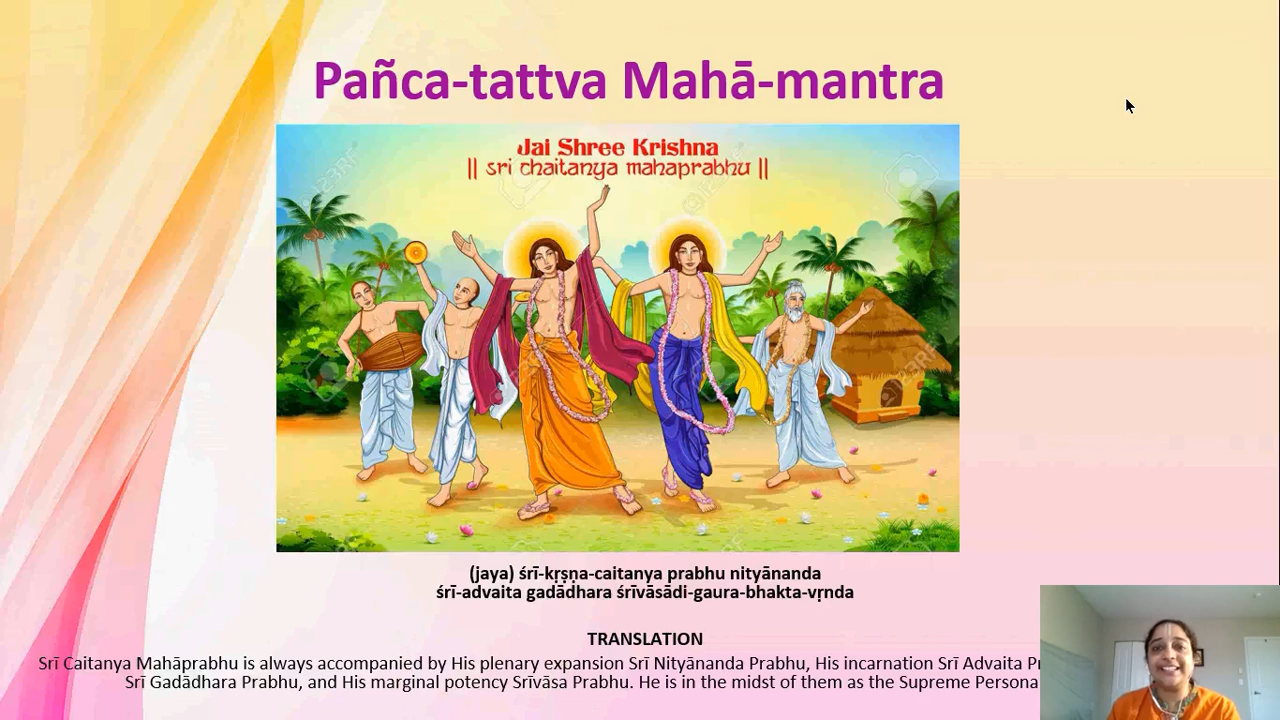 Pañca-tattva Mahā-mantra
Jai Shree Krishna
|| sri chaitanya mahaprabhu ||
(jaya) śrī-kṛṣṇa-caitanya prabhu nityānanda
śrī-advaita gadādhara śrīvāsādi-gaura-bhakta-vṛnda
TRANSLATION
Srī Caitanya Mahāprabhu is always accompanied by His plenary expansion Srī Nityānanda Prabhu, His incarnation Srī Advaita
Srī Gadādhara Prabhu, and His marginal potency Srīvāsa Prabhu. He is in the midst of them as the Supreme